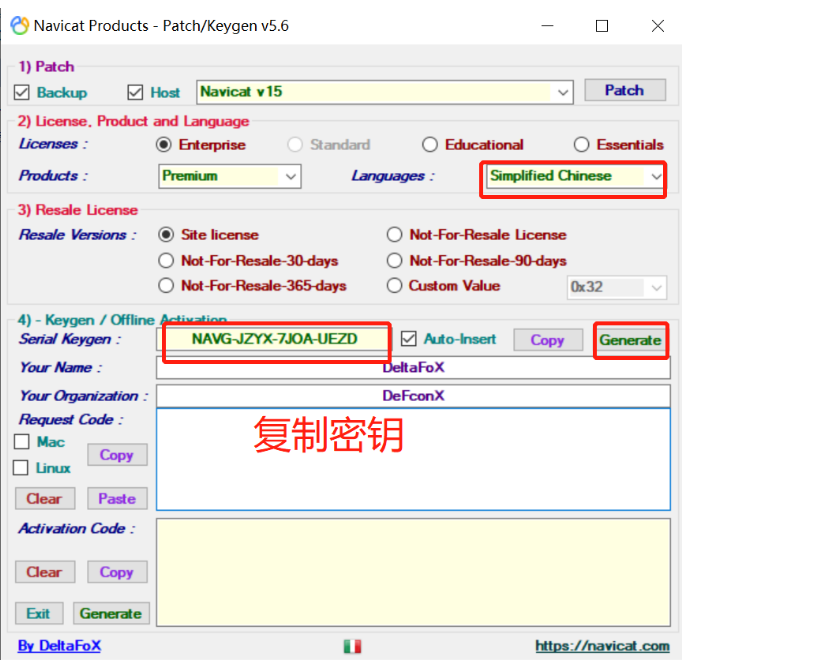 Navicat Products - Patch/Keygen v5.6
1) Patch
Backup Host Navicat v15 Patch
2) License, Product and Language
Licenses : Enterprise Standard Educational Essentials
Products : Premium Languages : Simplified Chinese
3) Resale License
Resale Versions : Site license Not-For-Resale License
Not-For-Resale-30-days Not-For-Resale-90-days
Not-For-Resale-365-days Custom Value 0x32
4) - Keygen / Offline Activation
Serial Keygen : NAVG-JZYX-7JOA-UEZD Auto-Insert Copy Generate
Your Name : DeltaFoX
Your Organization : DeFconX
Request Code :
复制密钥
Mac
Copy
Linux
Clear Paste
Activation Code :
Clear Copy
Exit Generate
By DeltaFoX https://navicat.com